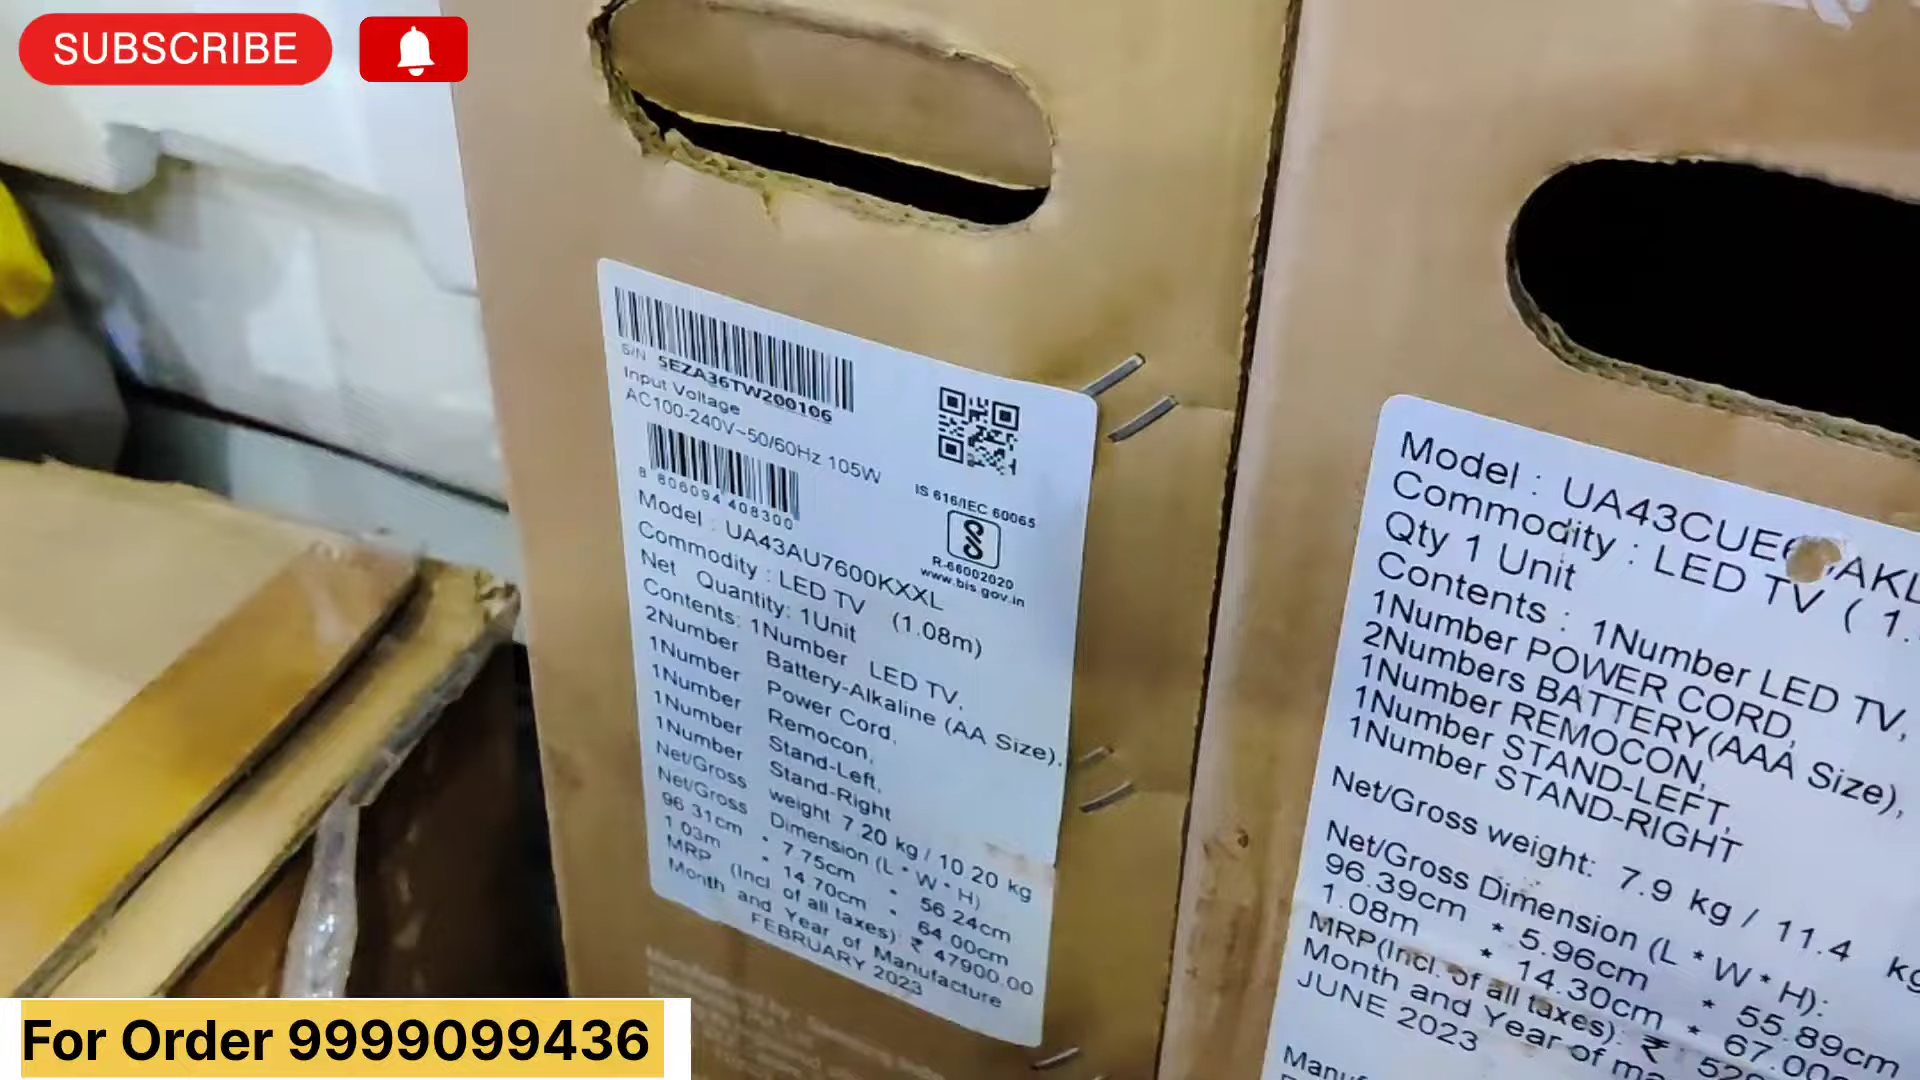 SUBSCRIBE
S/N 5EZA36TW200106
Input Voltage
AC100-240V~50/60Hz 105W
8 806094 408300
IS 616/IEC 60065
R-66002020
www.bis.gov.in
Model : UA43AU7600KXXL
Commodity : LED TV (1.08m)
Net Quantity: 1Unit
Contents: 1Number LED TV,
2Number Battery-Alkaline (AA Size),
1Number Power Cord,
1Number Remocon,
1Number Stand-Left,
1Number Stand-Right
Net/Gross weight 7.20 kg / 10.20 kg
Net/Gross Dimension (L * W * H)
96.31cm * 7.75cm * 56.24cm
1.03m * 14.70cm * 64.00cm
MRP (Incl of all taxes): ₹ 47900.00
Month and Year of Manufacture
FEBRUARY 2023
Model :
Commodity : LED TV ( 1.
Qty 1 Unit
Contents : 1Number LED TV,
1Number POWER CORD,
2Numbers BATTERY(AAA Size),
1Number REMOCON,
1Number STAND-LEFT,
1Number STAND-RIGHT
Net/Gross weight: 7.9 kg / 11.4 kg
Net/Gross Dimension (L * W * H):
96.39cm * 5.96cm * 55.89cm
1.08m * 14.30cm * 67.00
MRP(Incl. of all taxes): ₹
Month and Year of
JUNE 2023
For Order 9999099436